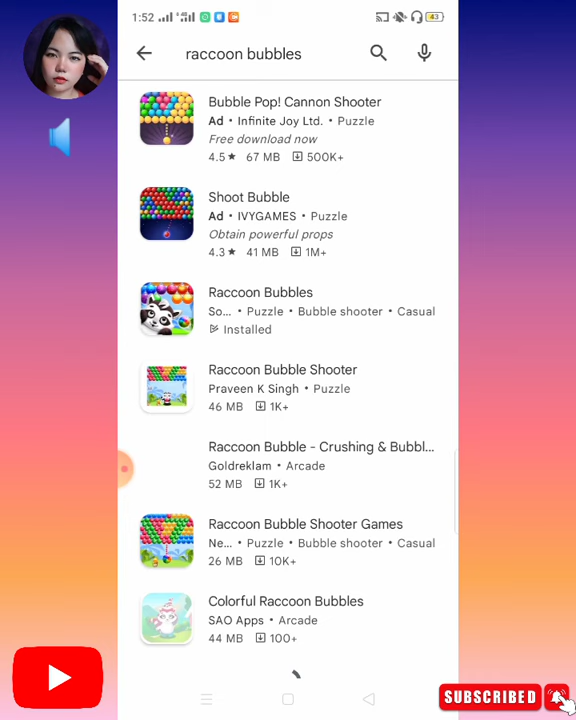 1:52
43
raccoon bubbles
Bubble Pop! Cannon Shooter
Ad • Infinite Joy Ltd. • Puzzle
Free download now
4.5★ 67 MB 500K+
Shoot Bubble
Ad • IVYGAMES • Puzzle
Obtain powerful props
4.3★ 41 MB 1M+
Raccoon Bubbles
So... • Puzzle • Bubble shooter • Casual
Installed
Raccoon Bubble Shooter
Praveen K Singh • Puzzle
46 MB 1K+
Raccoon Bubble - Crushing & Bubbl...
Goldreklam • Arcade
52 MB 1K+
Raccoon Bubble Shooter Games
Ne... • Puzzle • Bubble shooter • Casual
26 MB 10K+
Colorful Raccoon Bubbles
SAO Apps • Arcade
44 MB 100+
SUBSCRIBED